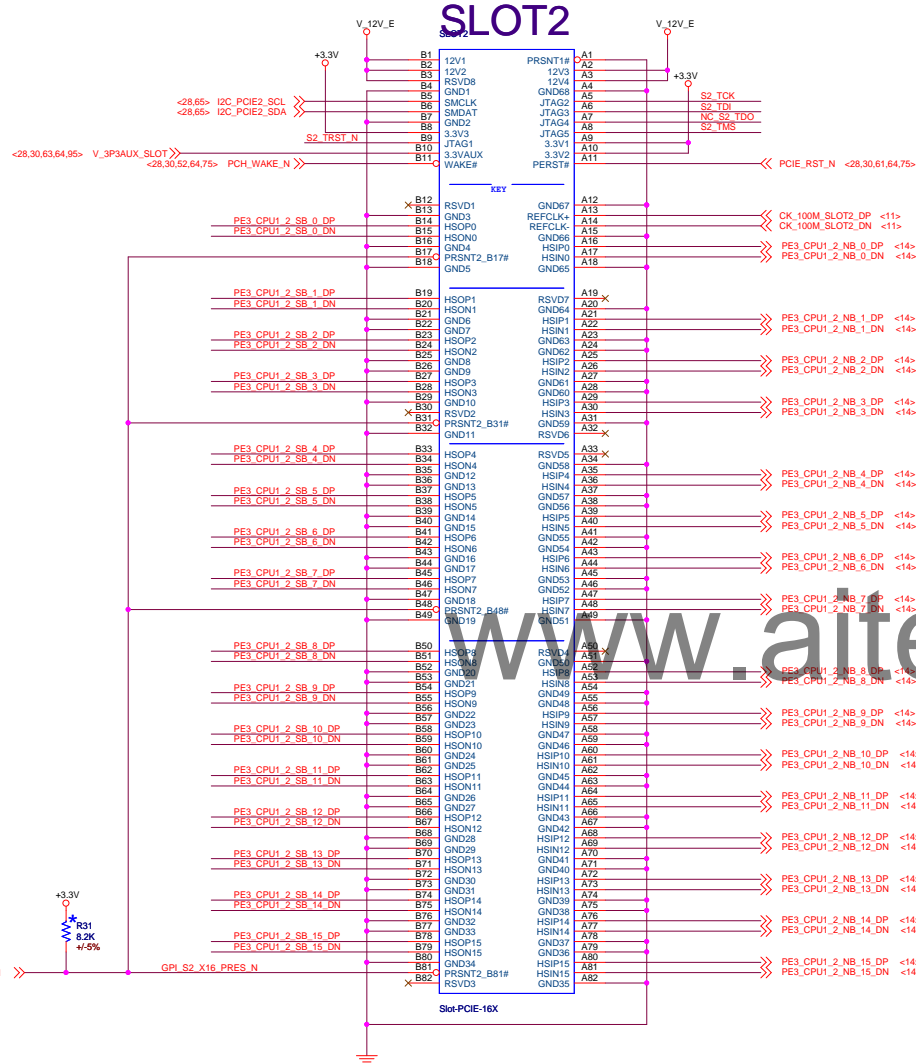 SLOT2
SLOT2
V_12V_E
V_12V_E
+3.3V
+3.3V
B1 12V1 PRSNT1# A1
B2 12V2 12V3 A2
B3 RSVD8 12V4 A3
B4 GND1 GND68 A4
<28,65> I2C_PCIE2_SCL B5 SMCLK JTAG2 A5 S2_TCK
<28,65> I2C_PCIE2_SDA B6 SMDAT JTAG3 A6 S2_TDI
B7 GND2 JTAG4 A7 NC_S2_TDO
B8 3.3V3 JTAG5 A8 S2_TMS
S2_TRST_N B9 JTAG1 3.3V1 A9
<28,30,63,64,95> V_3P3AUX_SLOT B10 3.3VAUX 3.3V2 A10
<28,30,52,64,75> PCH_WAKE_N B11 WAKE# PERST# A11 PCIE_RST_N <28,30,61,64,75>
KEY
B12 RSVD1 GND67 A12
B13 GND3 REFCLK+ A13 CK_100M_SLOT2_DP <11>
PE3_CPU1_2_SB_0_DP B14 HSOP0 REFCLK- A14 CK_100M_SLOT2_DN <11>
PE3_CPU1_2_SB_0_DN B15 HSON0 GND66 A15
B16 GND4 HSIP0 A16 PE3_CPU1_2_NB_0_DP <14>
B17 PRSNT2_B17# HSIN0 A17 PE3_CPU1_2_NB_0_DN <14>
B18 GND5 GND65 A18
PE3_CPU1_2_SB_1_DP B19 HSOP1 RSVD7 A19
PE3_CPU1_2_SB_1_DN B20 HSON1 GND64 A20
B21 GND6 HSIP1 A21 PE3_CPU1_2_NB_1_DP <14>
B22 GND7 HSIN1 A22 PE3_CPU1_2_NB_1_DN <14>
PE3_CPU1_2_SB_2_DP B23 HSOP2 GND63 A23
PE3_CPU1_2_SB_2_DN B24 HSON2 GND62 A24
B25 GND8 HSIP2 A25 PE3_CPU1_2_NB_2_DP <14>
B26 GND9 HSIN2 A26 PE3_CPU1_2_NB_2_DN <14>
PE3_CPU1_2_SB_3_DP B27 HSOP3 GND61 A27
PE3_CPU1_2_SB_3_DN B28 HSON3 GND60 A28
B29 GND10 HSIP3 A29 PE3_CPU1_2_NB_3_DP <14>
B30 RSVD2 HSIN3 A30 PE3_CPU1_2_NB_3_DN <14>
B31 PRSNT2_B31# GND59 A31
B32 GND11 RSVD6 A32
PE3_CPU1_2_SB_4_DP B33 HSOP4 RSVD5 A33
PE3_CPU1_2_SB_4_DN B34 HSON4 GND58 A34
B35 GND12 HSIP4 A35 PE3_CPU1_2_NB_4_DP <14>
B36 GND13 HSIN4 A36 PE3_CPU1_2_NB_4_DN <14>
PE3_CPU1_2_SB_5_DP B37 HSOP5 GND57 A37
PE3_CPU1_2_SB_5_DN B38 HSON5 GND56 A38
B39 GND14 HSIP5 A39 PE3_CPU1_2_NB_5_DP <14>
B40 GND15 HSIN5 A40 PE3_CPU1_2_NB_5_DN <14>
PE3_CPU1_2_SB_6_DP B41 HSOP6 GND55 A41
PE3_CPU1_2_SB_6_DN B42 HSON6 GND54 A42
B43 GND16 HSIP6 A43 PE3_CPU1_2_NB_6_DP <14>
B44 GND17 HSIN6 A44 PE3_CPU1_2_NB_6_DN <14>
PE3_CPU1_2_SB_7_DP B45 HSOP7 GND53 A45
PE3_CPU1_2_SB_7_DN B46 HSON7 GND52 A46
B47 GND18 HSIP7 A47 PE3_CPU1_2_NB_7_DP <14>
B48 PRSNT2_B48# HSIN7 A48 PE3_CPU1_2_NB_7_DN <14>
B49 GND19 GND51 A49
www.aite
PE3_CPU1_2_SB_8_DP B50 HSOP8 RSVD4 A50
PE3_CPU1_2_SB_8_DN B51 HSON8 GND50 A51
B52 GND20 HSIP8 A52 PE3_CPU1_2_NB_8_DP <14>
B53 GND21 HSIN8 A53 PE3_CPU1_2_NB_8_DN <14>
PE3_CPU1_2_SB_9_DP B54 HSOP9 GND49 A54
PE3_CPU1_2_SB_9_DN B55 HSON9 GND48 A55
B56 GND22 HSIP9 A56 PE3_CPU1_2_NB_9_DP <14>
B57 GND23 HSIN9 A57 PE3_CPU1_2_NB_9_DN <14>
PE3_CPU1_2_SB_10_DP B58 HSOP10 GND47 A58
PE3_CPU1_2_SB_10_DN B59 HSON10 GND46 A59
B60 GND24 HSIP10 A60 PE3_CPU1_2_NB_10_DP <14
B61 GND25 HSIN10 A61 PE3_CPU1_2_NB_10_DN <14
PE3_CPU1_2_SB_11_DP B62 HSOP11 GND45 A62
PE3_CPU1_2_SB_11_DN B63 HSON11 GND44 A63
B64 GND26 HSIP11 A64 PE3_CPU1_2_NB_11_DP <14
B65 GND27 HSIN11 A65 PE3_CPU1_2_NB_11_DN <14
PE3_CPU1_2_SB_12_DP B66 HSOP12 GND43 A66
PE3_CPU1_2_SB_12_DN B67 HSON12 GND42 A67
B68 GND28 HSIP12 A68 PE3_CPU1_2_NB_12_DP <14
B69 GND29 HSIN12 A69 PE3_CPU1_2_NB_12_DN <14
PE3_CPU1_2_SB_13_DP B70 HSOP13 GND41 A70
PE3_CPU1_2_SB_13_DN B71 HSON13 GND40 A71
B72 GND30 HSIP13 A72 PE3_CPU1_2_NB_13_DP <14
B73 GND31 HSIN13 A73 PE3_CPU1_2_NB_13_DN <14
PE3_CPU1_2_SB_14_DP B74 HSOP14 GND39 A74
PE3_CPU1_2_SB_14_DN B75 HSON14 GND38 A75
B76 GND32 HSIP14 A76 PE3_CPU1_2_NB_14_DP <14
B77 GND33 HSIN14 A77 PE3_CPU1_2_NB_14_DN <14
PE3_CPU1_2_SB_15_DP B78 HSOP15 GND37 A78
PE3_CPU1_2_SB_15_DN B79 HSON15 GND36 A79
B80 GND34 HSIP15 A80 PE3_CPU1_2_NB_15_DP <14
GPI_S2_X16_PRES_N B81 PRSNT2_B81# HSIN15 A81 PE3_CPU1_2_NB_15_DN <14
B82 RSVD3 GND35 A82
+3.3V
*
R31
8.2K
+/-5%
Slot-PCIE-16X